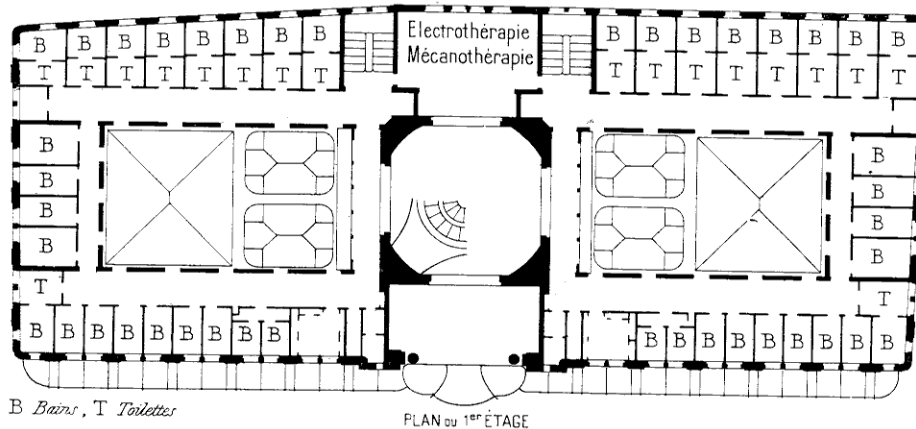 B B B B B B B B Electrothérapie B B B B B B B B
T T T T T T T T Mécanothérapie T T T T T T T T
B B
B B
B B
B B
T T
B B B B B B B B B B B B B B B B B B
B Bains, T Toilettes
PLAN DU 1er ÉTAGE